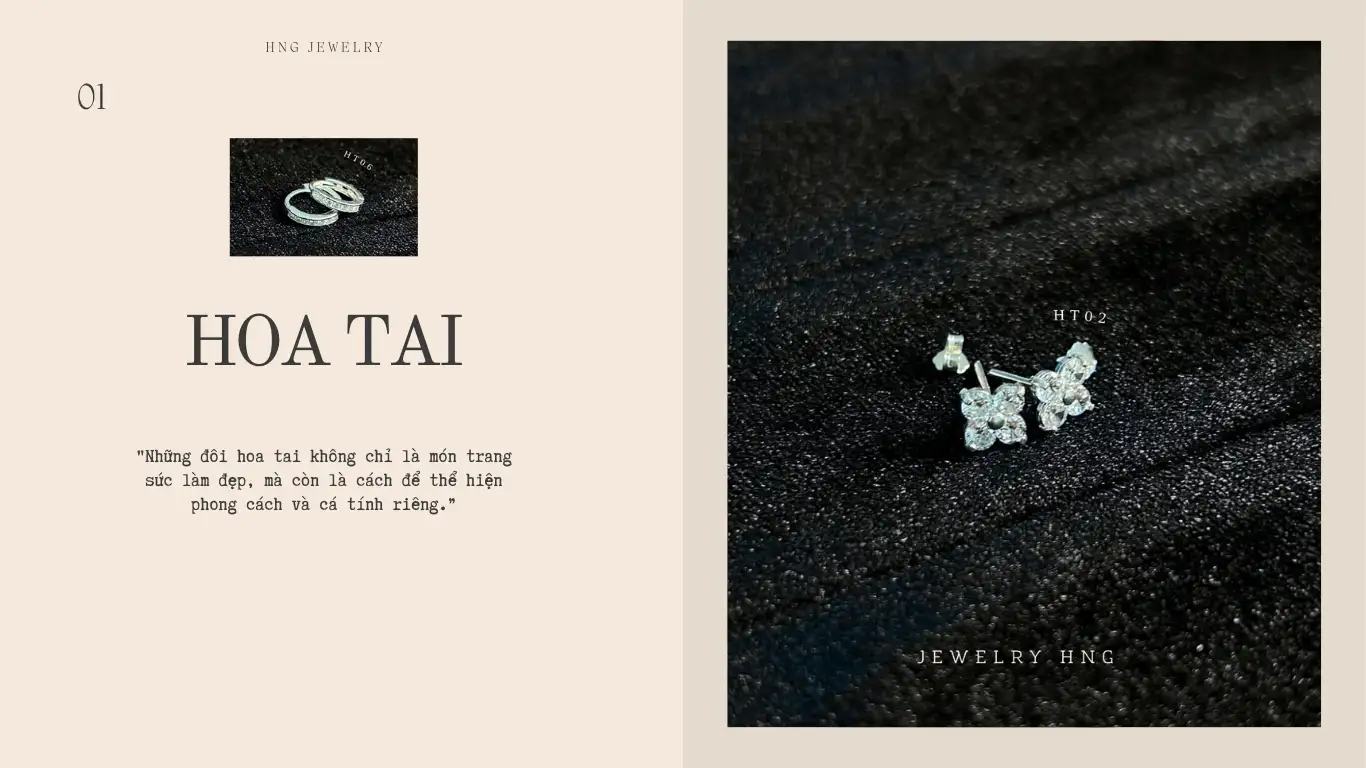 HNG JEWELRY
01
HT06
HOA TAI
"Những đôi hoa tai không chỉ là món trang
sức làm đẹp, mà còn là cách để thể hiện
phong cách và cá tính riêng.”
HT02
JEWELRY HNG